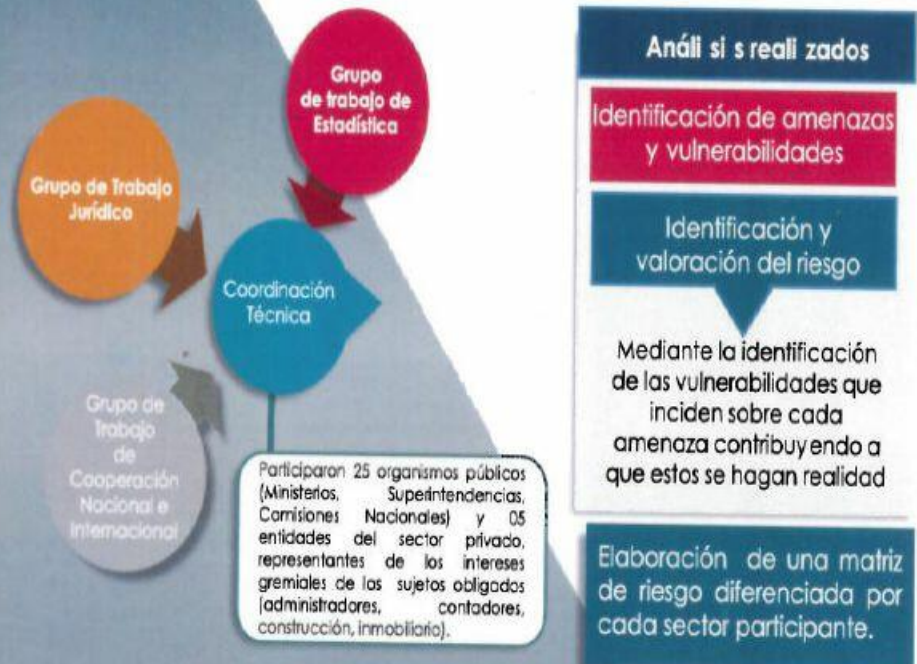 Grupo
de trabajo de
Estadística
Grupo de Trabajo
Jurídico
Coordinación
Técnica
Grupo de
Trabajo
de
Cooperación
Nacional e
Internacional
Participaron 25 organismos públicos
(Ministerios, Superintendencias,
Comisiones Nacionales) y 05
entidades del sector privado,
representantes de los intereses
gremiales de los sujetos obligados
(administradores, contadores,
construcción, inmobiliario).
Análi si s reali zados
Identificación de amenazas
y vulnerabilidades
Identificación y
valoración del riesgo
Mediante la identificación
de las vulnerabilidades que
inciden sobre cada
amenaza contribuyendo a
que estos se hagan realidad
Elaboración de una matriz
de riesgo diferenciada por
cada sector participante.